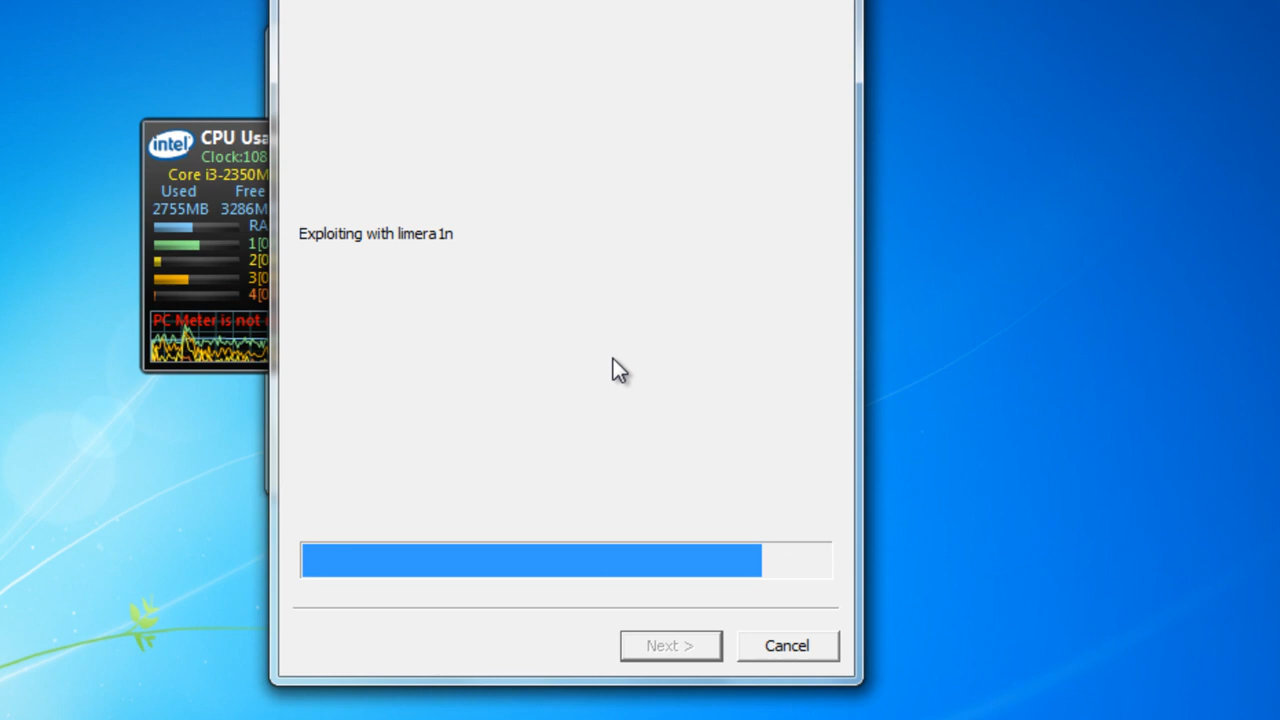 intel
CPU Usa
Clock:108
Core i3-2350M
Used Free
2755MB 3286M
RA
1[0
2[0
3[0
4[0
PC Meter is not
Exploiting with limera1n
Next > Cancel